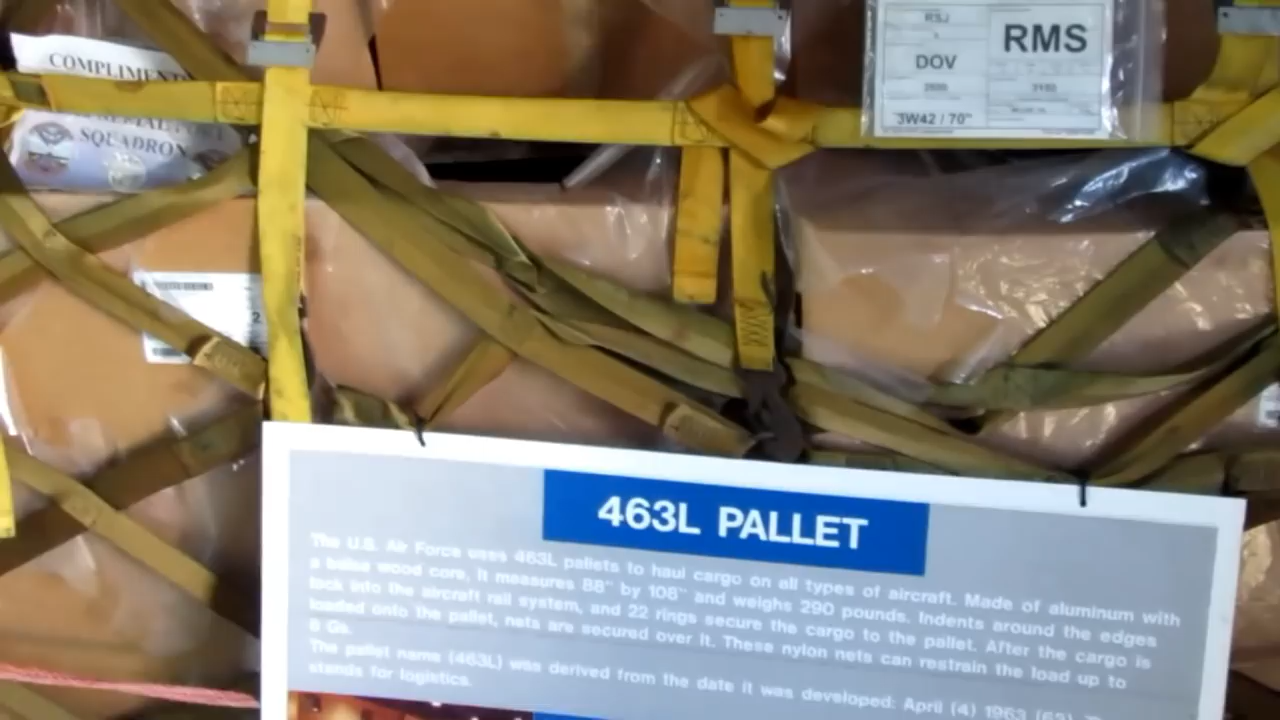 COMPLIMENTS
SQUADRON
RSJ
RMS
DOV
3W42 / 70"
2
463L PALLET
The U.S. Air Force uses 463L pallets to haul cargo on all types of aircraft. Made of aluminum with
a balsa wood core, it measures 88" by 108" and weighs 290 pounds. Indents around the edges
lock into the aircraft rail system, and 22 rings secure the cargo to the pallet. After the cargo is
loaded onto the pallet, nets are secured over it. These nylon nets can restrain the load up to
8 Gs.
The pallet name (463L) was derived from the date it was developed: April (4) 1963 (63).
stands for logistics.